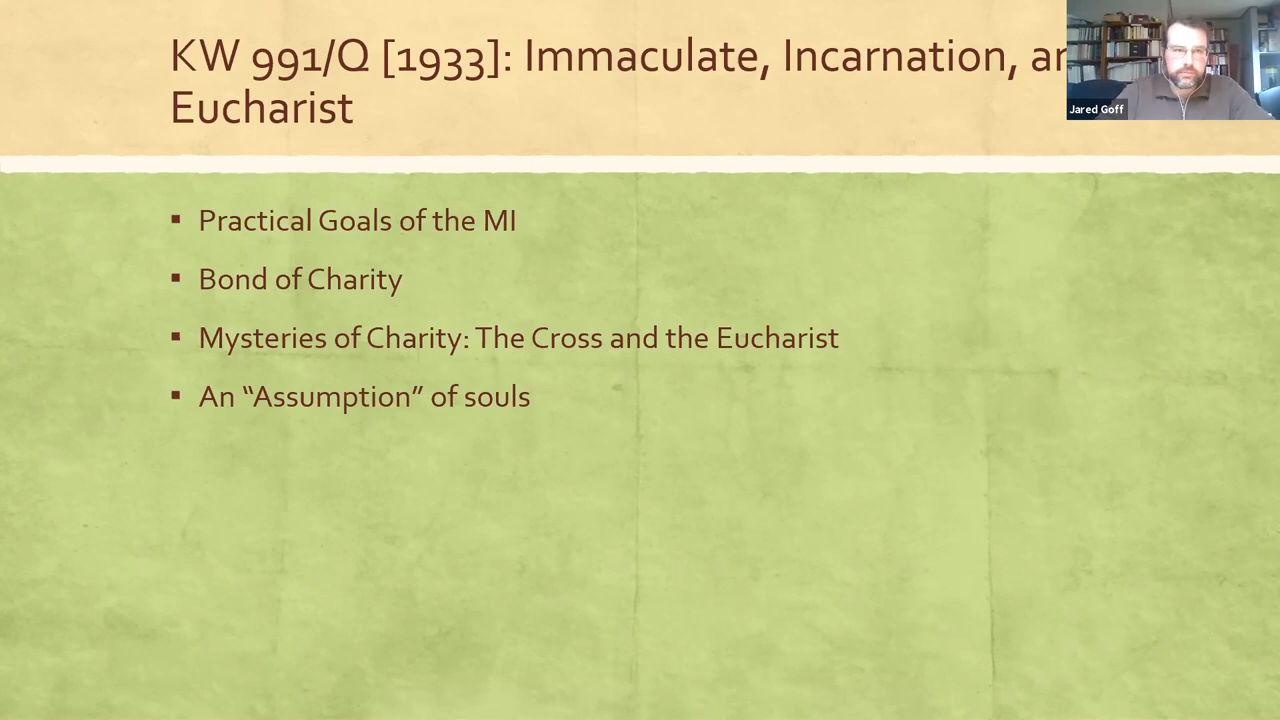 KW 991/Q [1933]: Immaculate, Incarnation,
Eucharist
Jared Goff
▪ Practical Goals of the MI
▪ Bond of Charity
▪ Mysteries of Charity: The Cross and the Eucharist
▪ An “Assumption” of souls